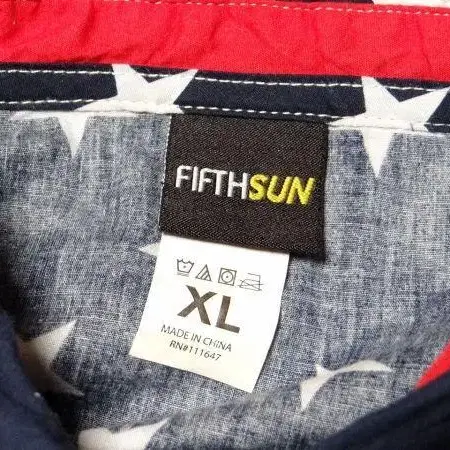 FIFTHSUN
XL
MADE IN CHINA
RN#111647